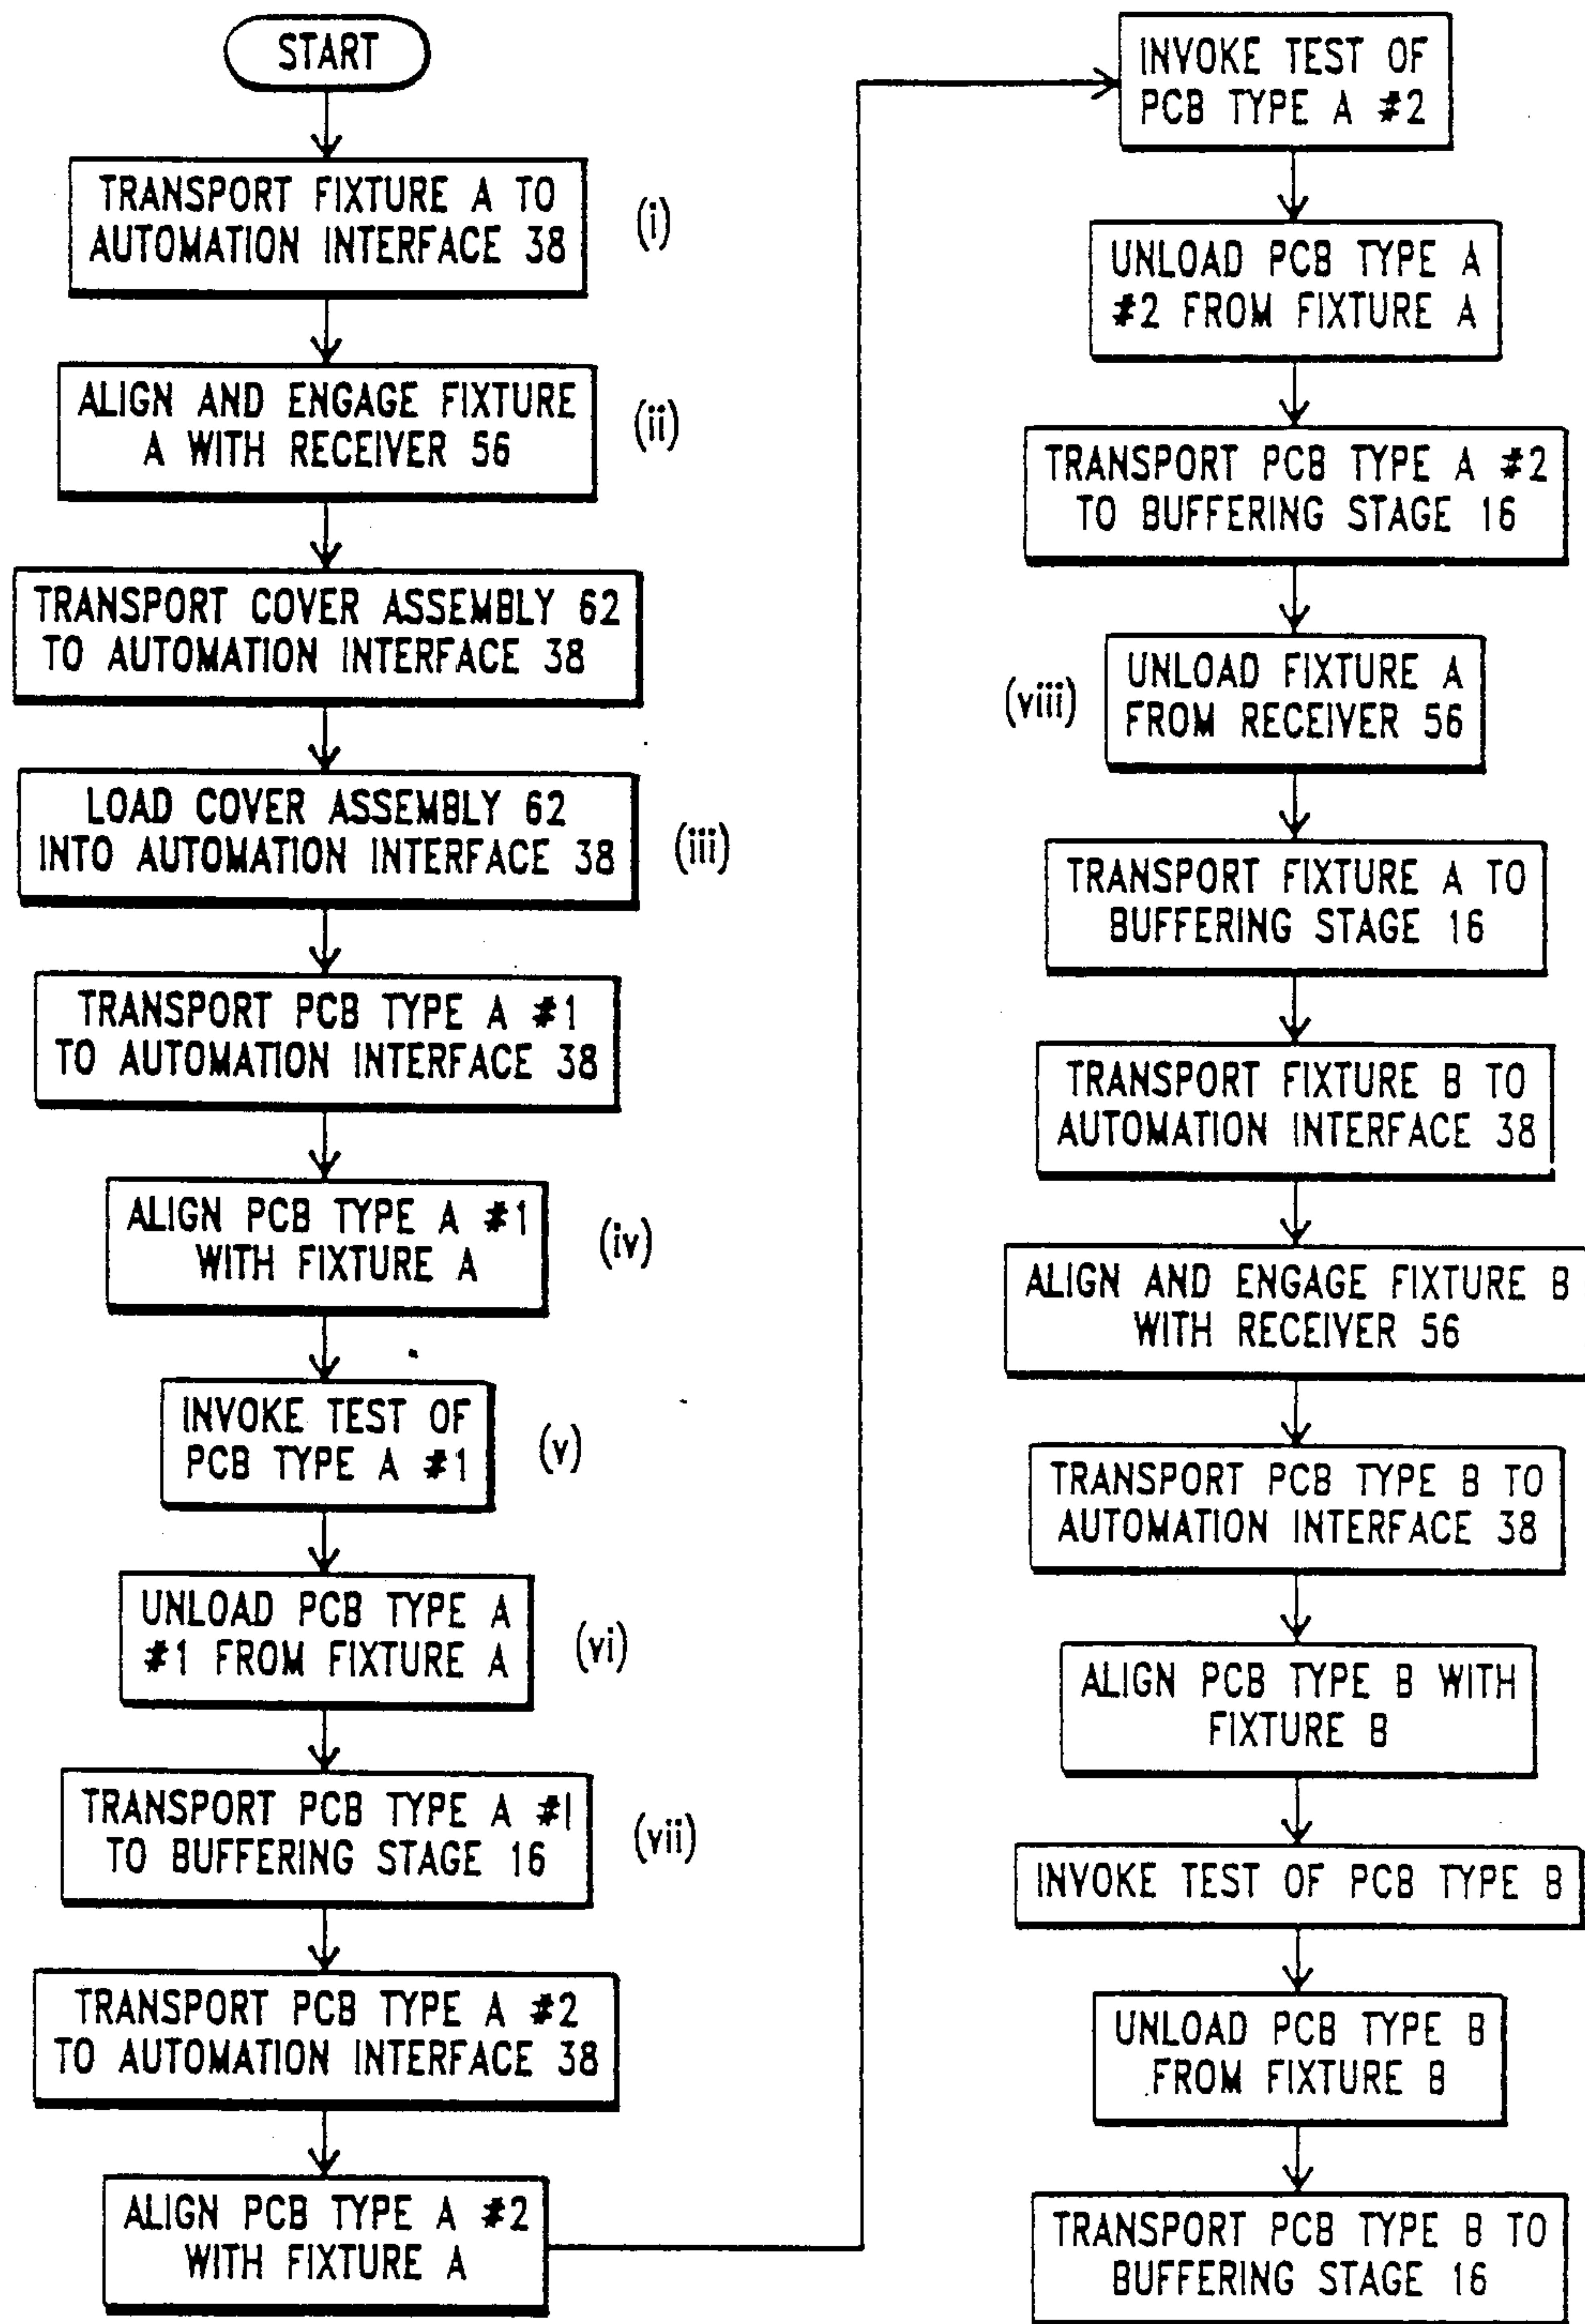 START
TRANSPORT FIXTURE A TO
AUTOMATION INTERFACE 38
(i)
ALIGN AND ENGAGE FIXTURE
A WITH RECEIVER 56
(ii)
TRANSPORT COVER ASSEMBLY 62
TO AUTOMATION INTERFACE 38
LOAD COVER ASSEMBLY 62
INTO AUTOMATION INTERFACE 38
(iii)
TRANSPORT PCB TYPE A #1
TO AUTOMATION INTERFACE 38
ALIGN PCB TYPE A #1
WITH FIXTURE A
(iv)
INVOKE TEST OF
PCB TYPE A #1
(v)
UNLOAD PCB TYPE A
#1 FROM FIXTURE A
(vi)
TRANSPORT PCB TYPE A #1
TO BUFFERING STAGE 16
(vii)
TRANSPORT PCB TYPE A #2
TO AUTOMATION INTERFACE 38
ALIGN PCB TYPE A #2
WITH FIXTURE A
INVOKE TEST OF
PCB TYPE A #2
UNLOAD PCB TYPE A
#2 FROM FIXTURE A
TRANSPORT PCB TYPE A #2
TO BUFFERING STAGE 16
(viii)
UNLOAD FIXTURE A
FROM RECEIVER 56
TRANSPORT FIXTURE A TO
BUFFERING STAGE 16
TRANSPORT FIXTURE B TO
AUTOMATION INTERFACE 38
ALIGN AND ENGAGE FIXTURE B
WITH RECEIVER 56
TRANSPORT PCB TYPE B TO
AUTOMATION INTERFACE 38
ALIGN PCB TYPE B WITH
FIXTURE B
INVOKE TEST OF PCB TYPE B
UNLOAD PCB TYPE B
FROM FIXTURE B
TRANSPORT PCB TYPE B TO
BUFFERING STAGE 16